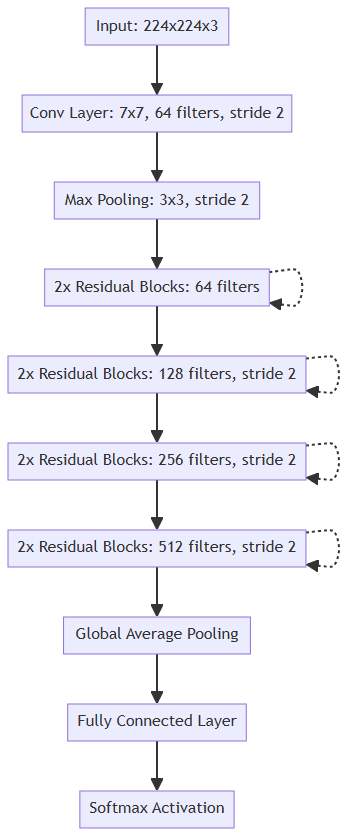 Input: 224x224x3
Conv Layer: 7x7, 64 filters, stride 2
Max Pooling: 3x3, stride 2
2x Residual Blocks: 64 filters
2x Residual Blocks: 128 filters, stride 2
2x Residual Blocks: 256 filters, stride 2
2x Residual Blocks: 512 filters, stride 2
Global Average Pooling
Fully Connected Layer
Softmax Activation